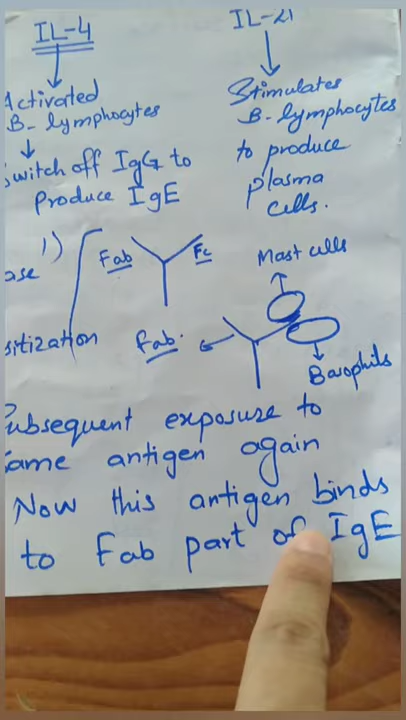 IL-4
IL-21
Activated
B-lymphocytes
Stimulates
B-lymphocytes
to produce
plasma
cells.
Switch off IgG to
Produce IgE
1)
Fab
Fc
Mast cells
ase
sitization
Fab.
Basophils
Subsequent exposure to
Same antigen again
Now this antigen binds
to Fab part of IgE